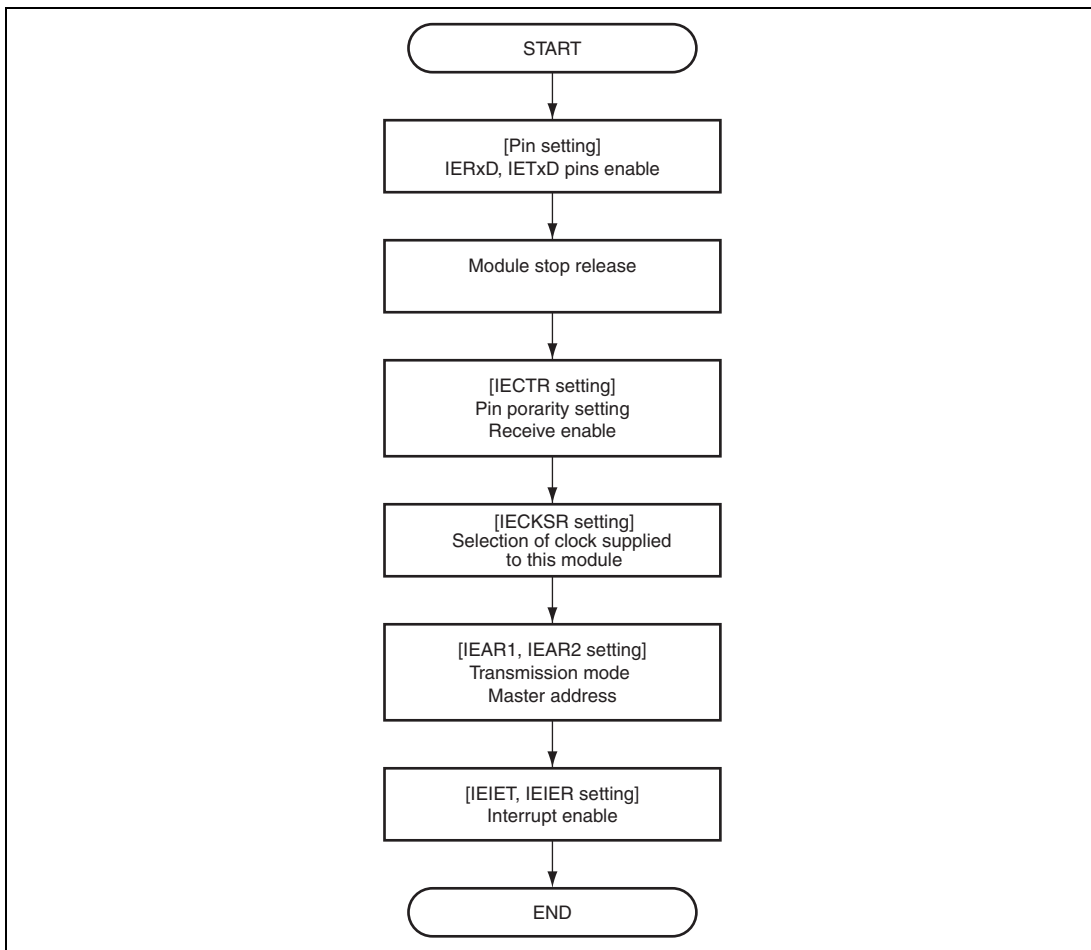 START
[Pin setting]
IERxD, IETxD pins enable
Module stop release
[IECTR setting]
Pin porarity setting
Receive enable
[IECKSR setting]
Selection of clock supplied
to this module
[IEAR1, IEAR2 setting]
Transmission mode
Master address
[IEIET, IEIER setting]
Interrupt enable
END